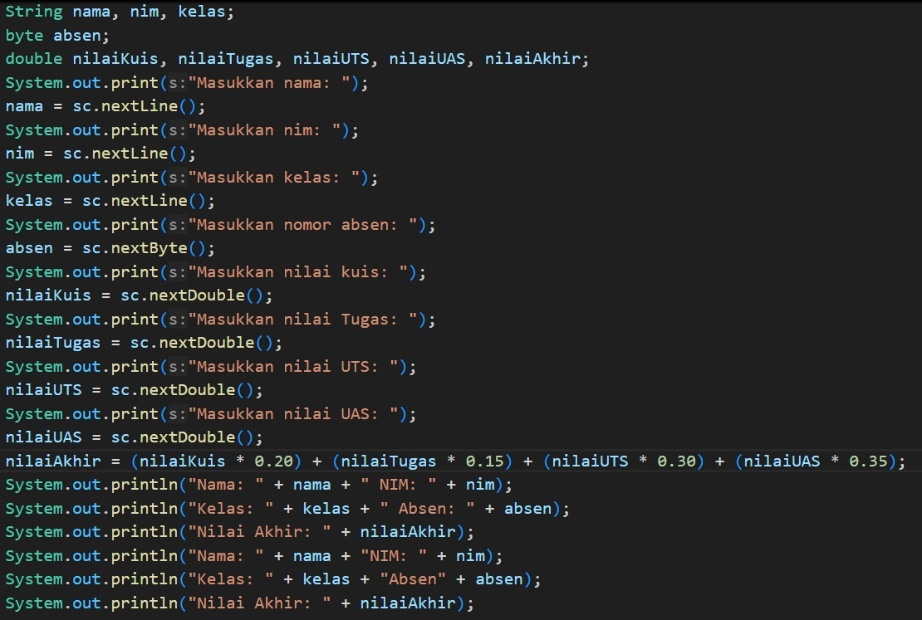 String nama, nim, kelas;
byte absen;
double nilaiKuis, nilaiTugas, nilaiUTS, nilaiUAS, nilaiAkhir;
System.out.print(s:"Masukkan nama: ");
nama = sc.nextLine();
System.out.print(s:"Masukkan nim: ");
nim = sc.nextLine();
System.out.print(s:"Masukkan kelas: ");
kelas = sc.nextLine();
System.out.print(s:"Masukkan nomor absen: ");
absen = sc.nextByte();
System.out.print(s:"Masukkan nilai kuis: ");
nilaiKuis = sc.nextDouble();
System.out.print(s:"Masukkan nilai Tugas: ");
nilaiTugas = sc.nextDouble();
System.out.print(s:"Masukkan nilai UTS: ");
nilaiUTS = sc.nextDouble();
System.out.print(s:"Masukkan nilai UAS: ");
nilaiUAS = sc.nextDouble();
nilaiAkhir = (nilaiKuis * 0.20) + (nilaiTugas * 0.15) + (nilaiUTS * 0.30) + (nilaiUAS * 0.35);
System.out.println("Nama: " + nama + " NIM: " + nim);
System.out.println("Kelas: " + kelas + " Absen: " + absen);
System.out.println("Nilai Akhir: " + nilaiAkhir);
System.out.println("Nama: " + nama + "NIM: " + nim);
System.out.println("Kelas: " + kelas + "Absen" + absen);
System.out.println("Nilai Akhir: " + nilaiAkhir);